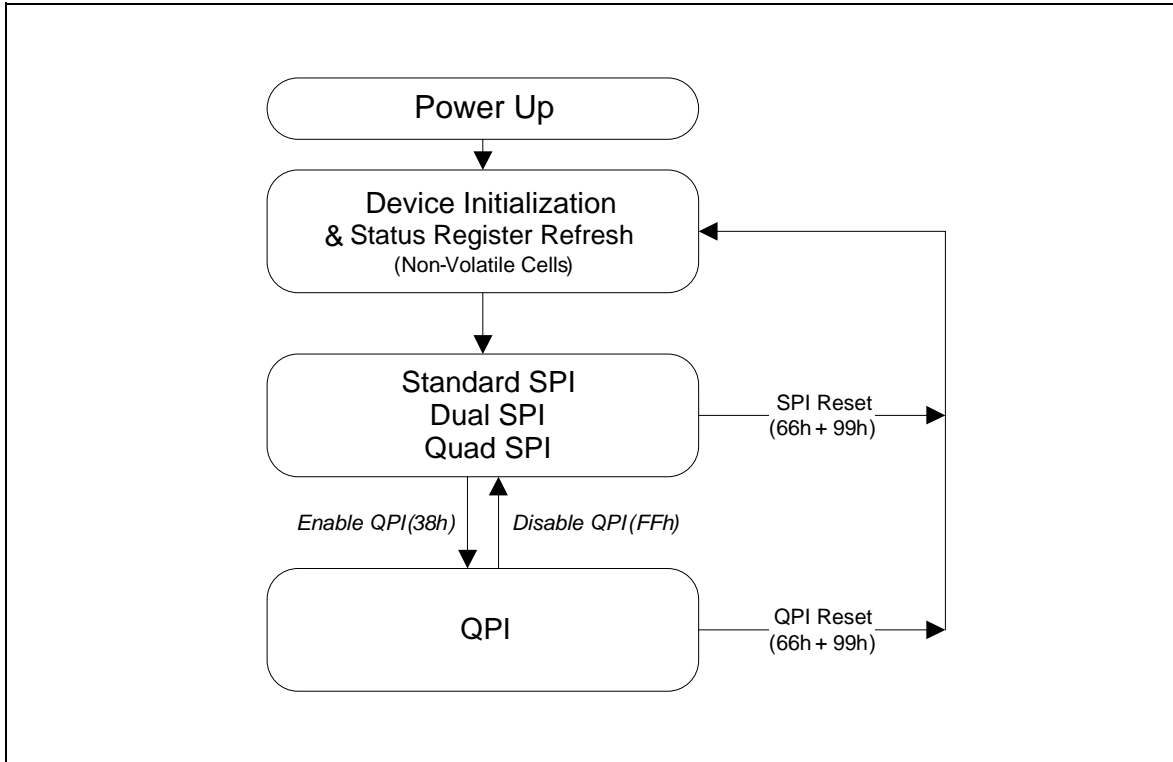 Power Up
Device Initialization
& Status Register Refresh
(Non-Volatile Cells)
Standard SPI
Dual SPI
Quad SPI
SPI Reset
(66h + 99h)
Enable QPI (38h)
Disable QPI (FFh)
QPI
QPI Reset
(66h + 99h)